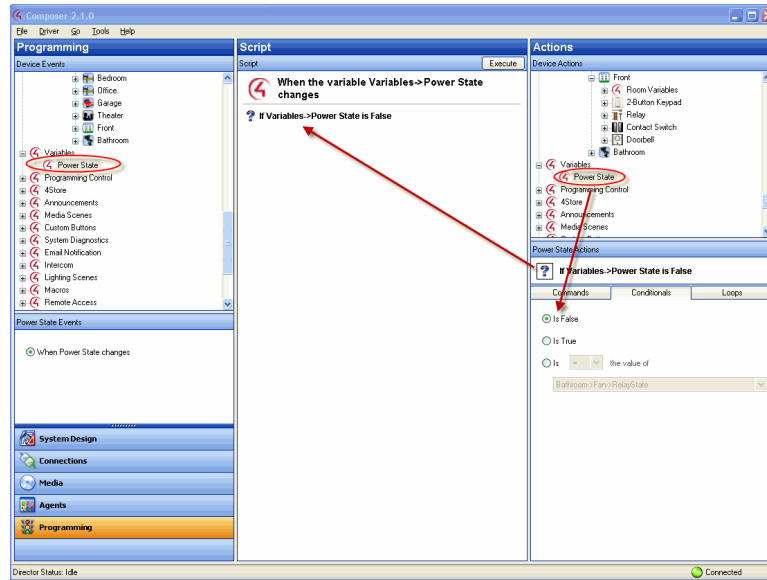 Composer 2.1.0
File Driver Go Tools Help
Programming
Device Events
Bedroom
Office
Garage
Theater
Front
Bathroom
Variables
Power State
Programming Control
4Store
Announcements
Media Scenes
Custom Buttons
System Diagnostics
Email Notification
Intercom
Lighting Scenes
Macros
Remote Access
Power State Events
When Power State changes
System Design
Connections
Media
Agents
Programming
Script
Script Execute
When the variable Variables->Power State
changes
? If Variables->Power State is False
Actions
Device Actions
Front
Room Variables
2-Button Keypad
Relay
Contact Switch
Doorbell
Bathroom
Variables
Power State
Programming Control
4Store
Announcements
Media Scenes
Power State Actions
? If Variables->Power State is False
Commands Conditionals Loops
Is False
Is True
Is = the value of
Bathroom->Fan->RelayState
Director Status: Idle
Connected